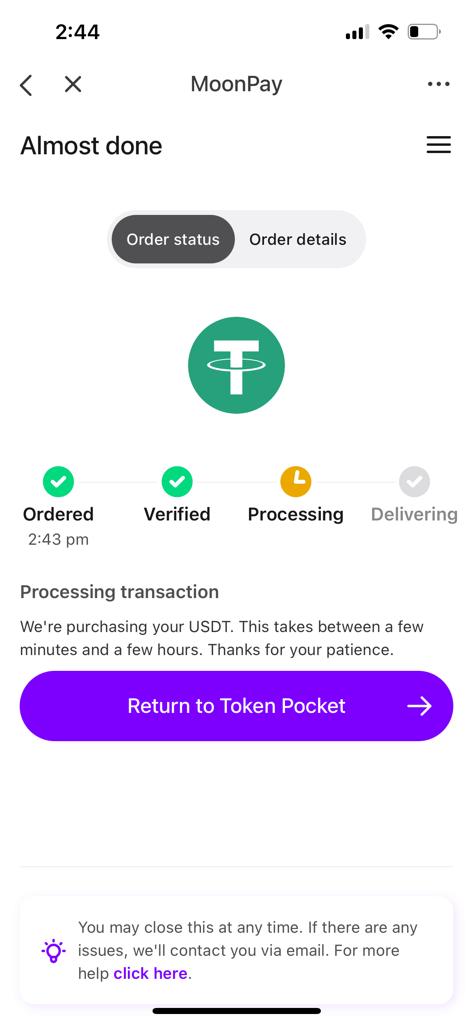 2:44
MoonPay
Almost done
Order status
Order details
Ordered
Verified
Processing
Delivering
2:43 pm
Processing transaction
We're purchasing your USDT. This takes between a few
minutes and a few hours. Thanks for your patience.
Return to Token Pocket
You may close this at any time. If there are any
issues, we'll contact you via email. For more
help click here.